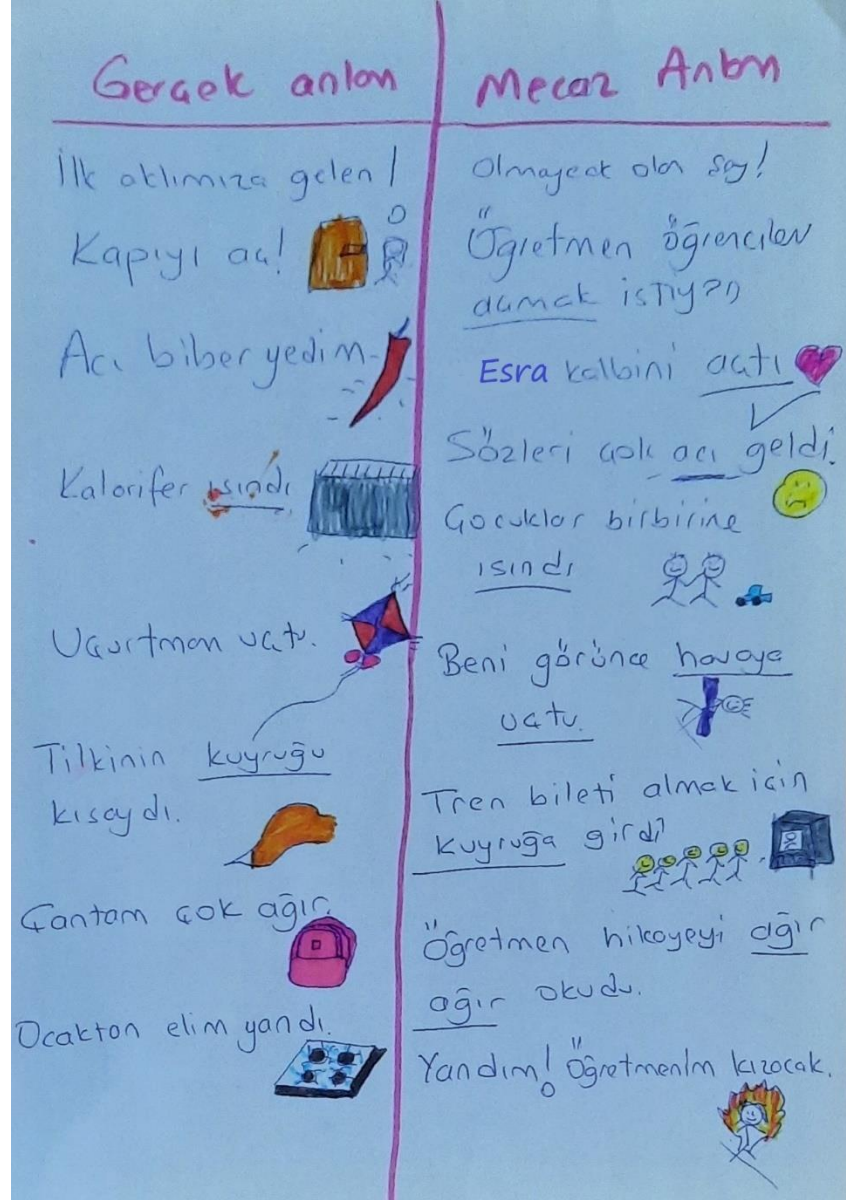 Gerçek anlam
İlk aklımıza gelen!
Kapıyı aç!
Acı biber yedim.
Kalorifer ısındı
Uçurtmam uçtu.
Tilkinin kuyruğu
kısaydı.
Çantam çok ağır.
Ocaktan elim yandı.
Mecaz Anlam
Olmayacak olan şey!
Öğretmen öğrenciler
açmak istiy
Esra kalbini açtı
Sözleri çok acı geldi.
Çocuklar birbirine
ısındı
Beni görünce havaya
uçtu.
Tren bileti almak için
kuyruğa girdi
Öğretmen hikayeyi ağır
ağır okudu.
Yandım! Öğretmenim kızacak.